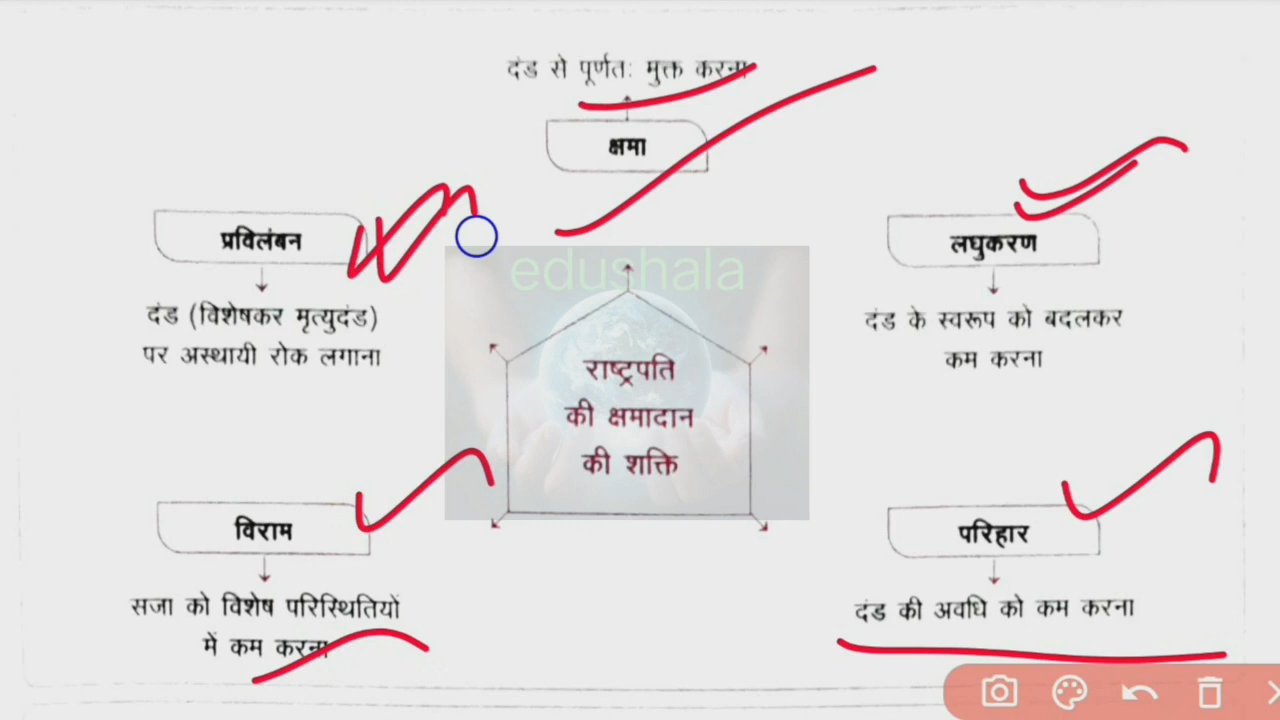 दंड से पूर्णतः मुक्त करना
क्षमा
प्रविलंबन
दंड (विशेषकर मृत्युदंड)
पर अस्थायी रोक लगाना
लघुकरण
दंड के स्वरूप को बदलकर
कम करना
edushala
राष्ट्रपति
की क्षमादान
की शक्ति
विराम
सजा को विशेष परिस्थितियों
में कम करना
परिहार
दंड की अवधि को कम करना